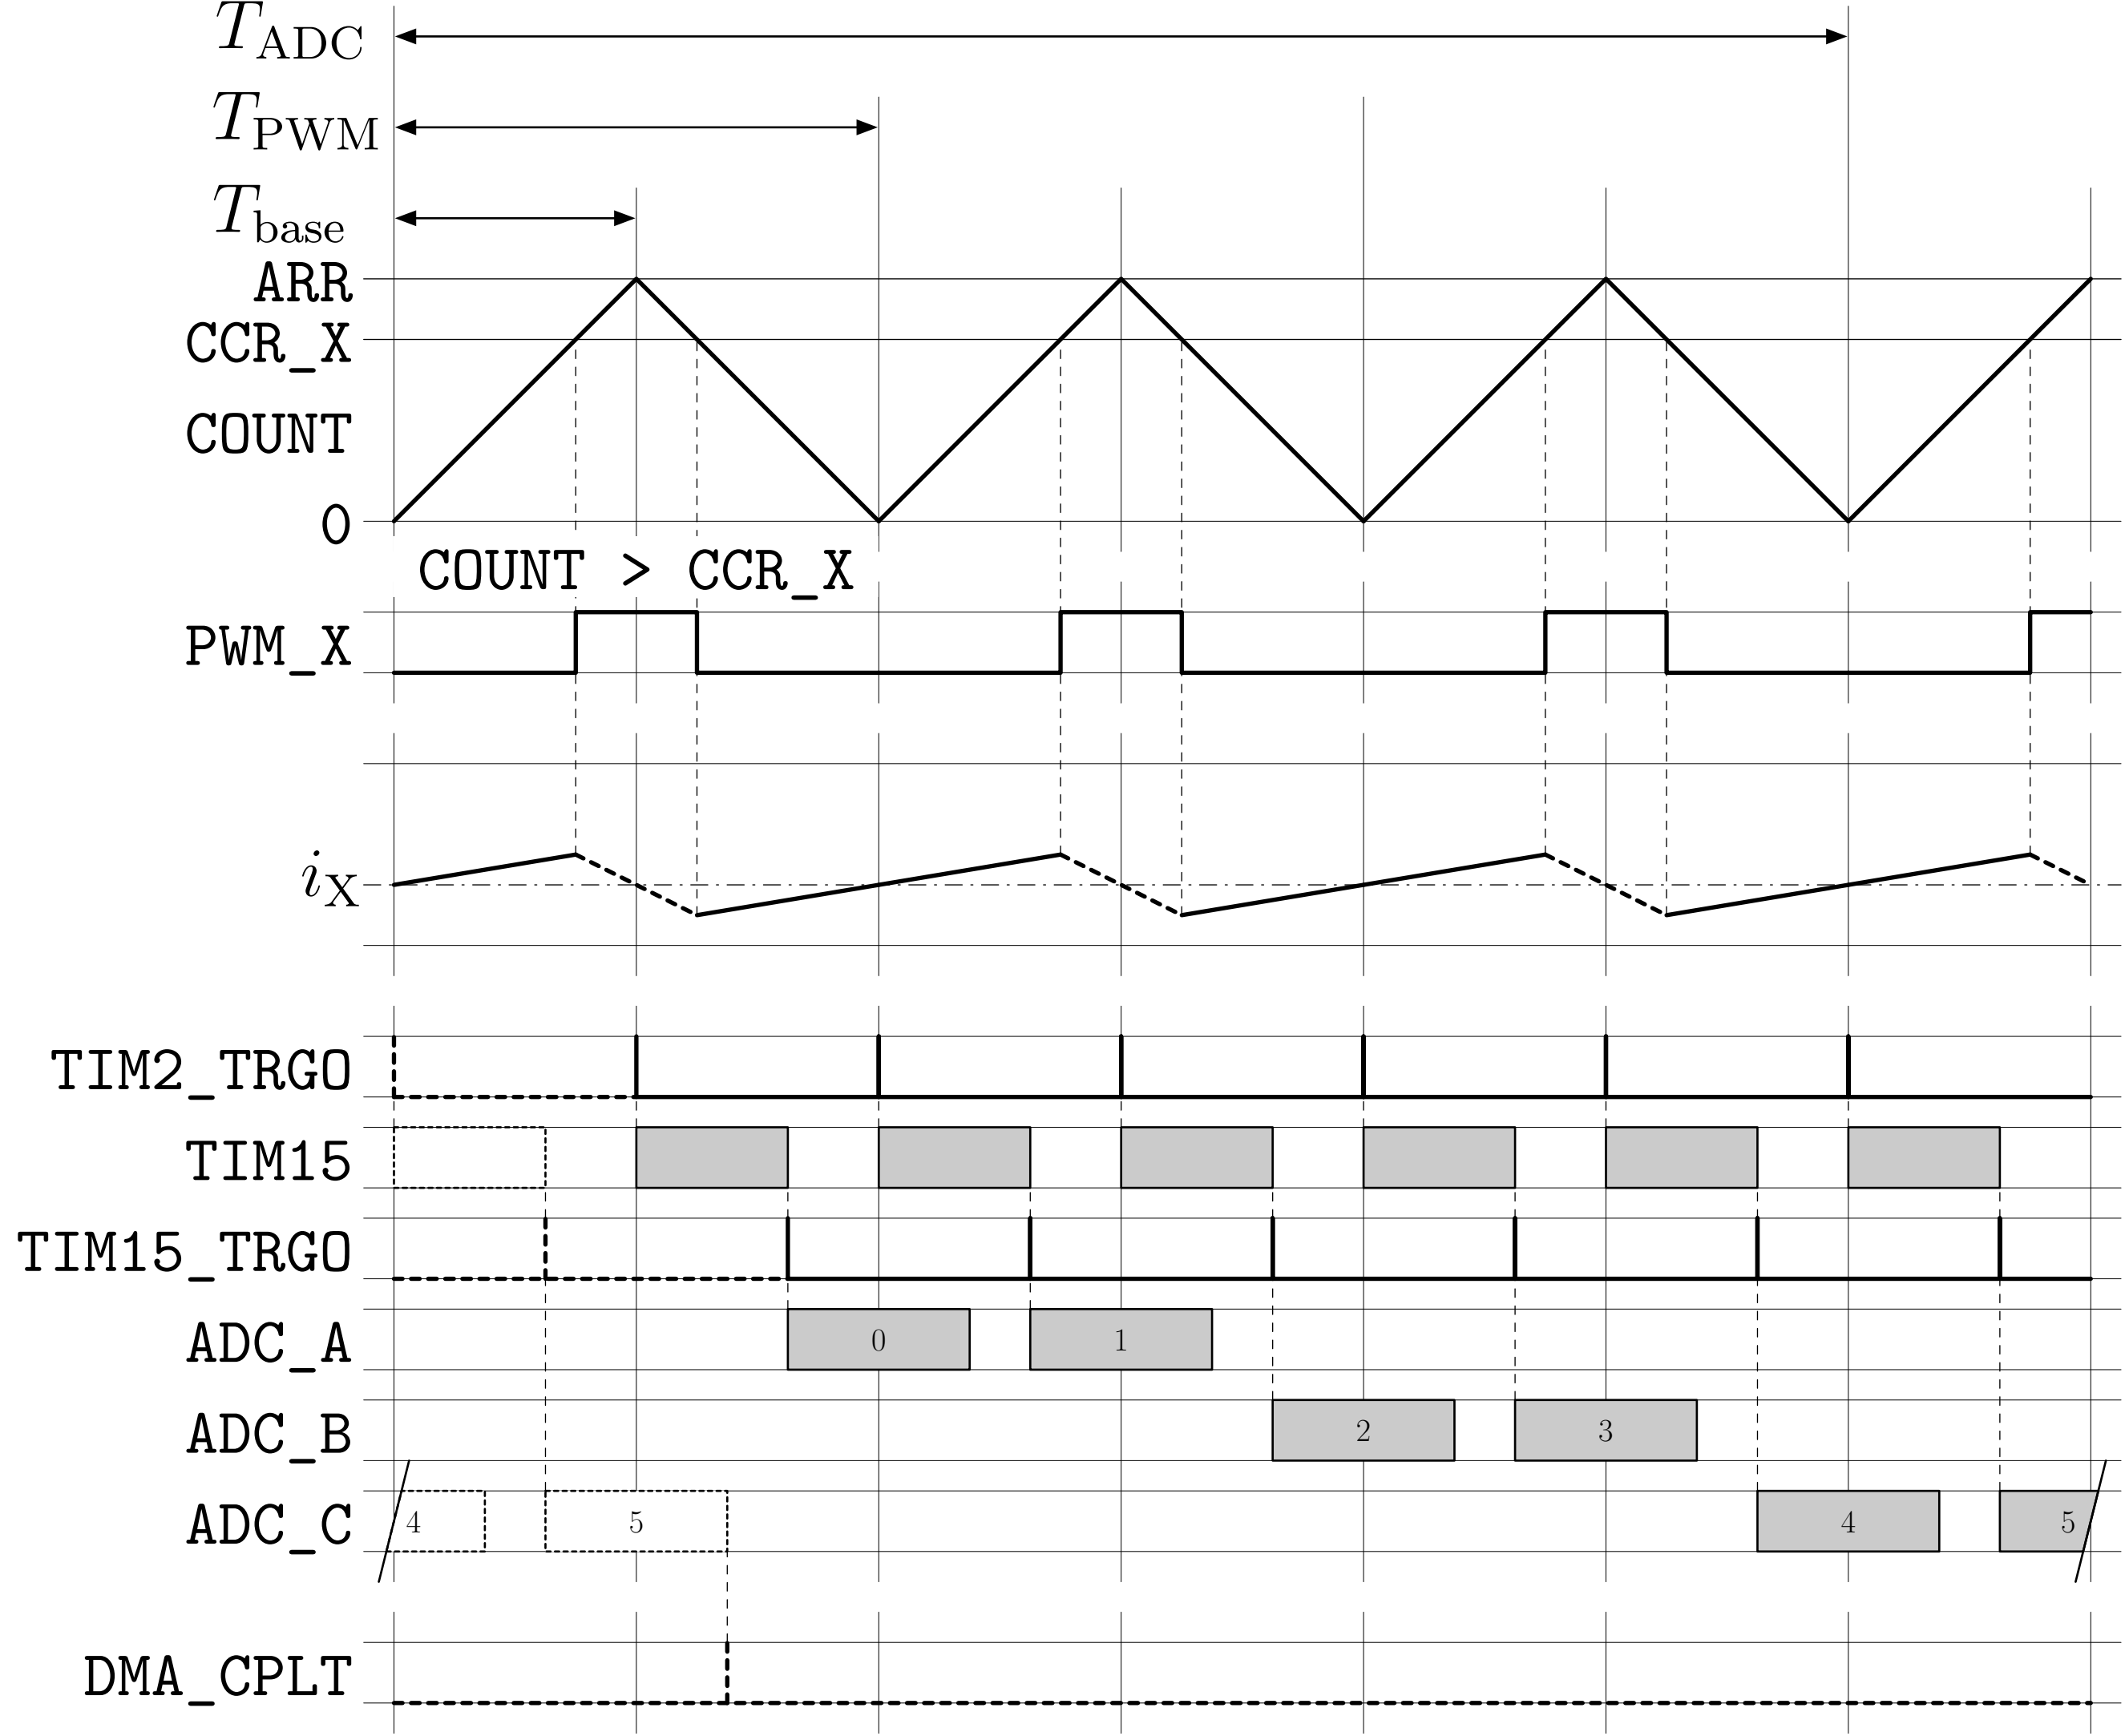 T_ADC
T_PWM
T_base
ARR
CCR_X
COUNT
0
COUNT > CCR_X
PWM_X
i_X
TIM2_TRGO
TIM15
TIM15_TRGO
ADC_A 0 1
ADC_B 2 3
ADC_C 4 5 4 5
DMA_CPLT